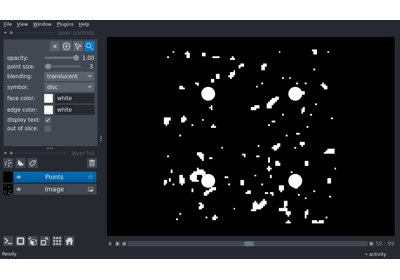 File View Window Plugins Help
layer controls
opacity: 1.00
point size: 3
blending: translucent
symbol: disc
face color: white
edge color: white
display text: ✓
out of slice:
layer list
Points
Image
0
50 99
Ready
activity